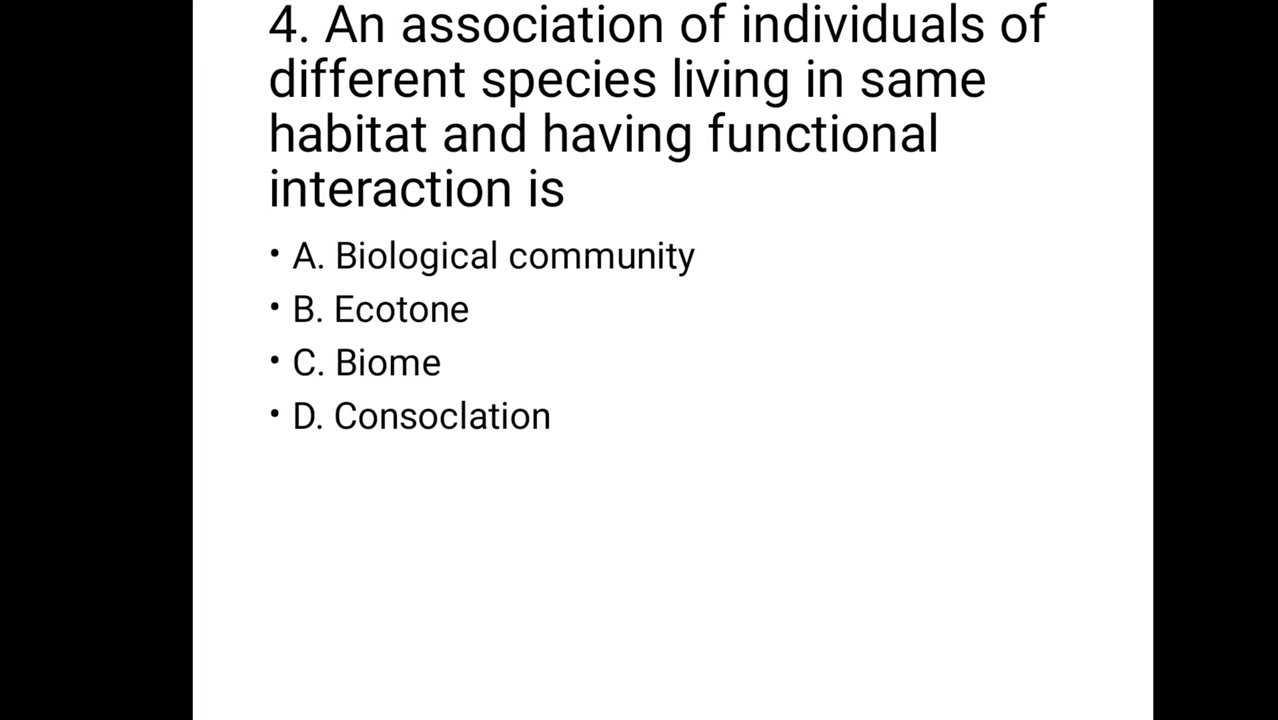 4. An association of individuals of
different species living in same
habitat and having functional
interaction is
• A. Biological community
• B. Ecotone
• C. Biome
• D. Consoclation